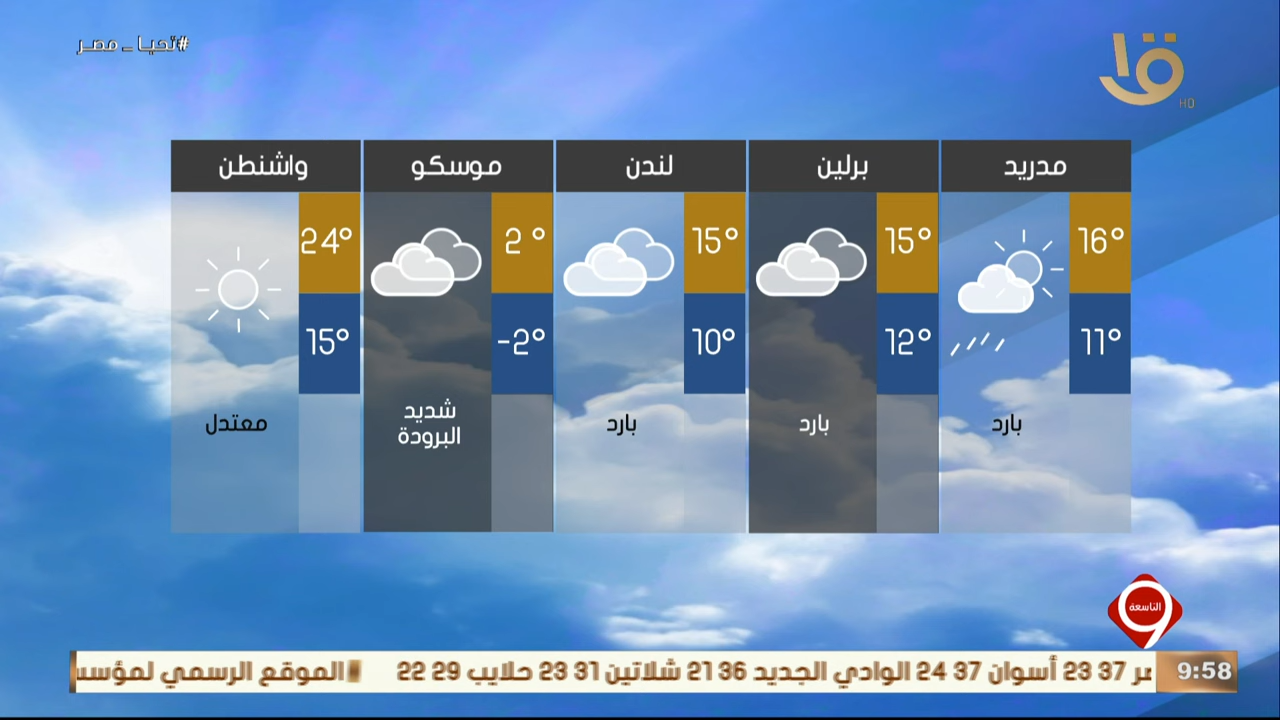 #تحيا_مصر
HD
مدريد
16°
11°
بارد
برلين
15°
12°
بارد
لندن
15°
10°
بارد
موسكو
2°
-2°
شديد
البرودة
واشنطن
24°
15°
معتدل
التاسعة
9
9:58
37 23 أسوان 37 24 الوادي الجديد 36 21 شلاتين 31 23 حلايب 29 22
الموقع الرسمي